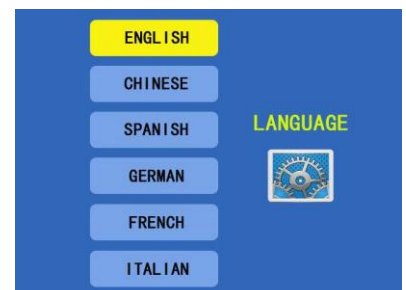 ENGLISH
CHINESE
SPANISH
LANGUAGE
GERMAN
FRENCH
ITALIAN